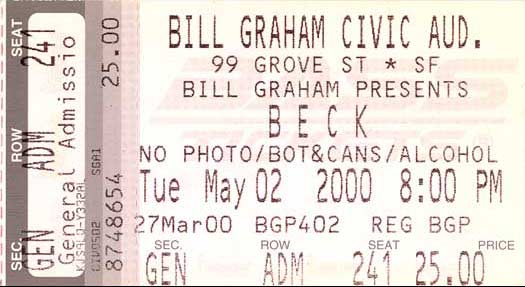 BILL GRAHAM CIVIC AUD.
99 GROVE ST * SF
BILL GRAHAM PRESENTS
BECK
NO PHOTO/BOT&CANS/ALCOHOL
Tue May 02 2000 8:00 PM
27Mar00 BGP402 REG BGP
SEC. ROW SEAT PRICE
GEN ADM 241 25.00
SEC. ROW SEAT
GEN ADM 241
General Admissio
SGA1
CIV0502
8748654
25.00